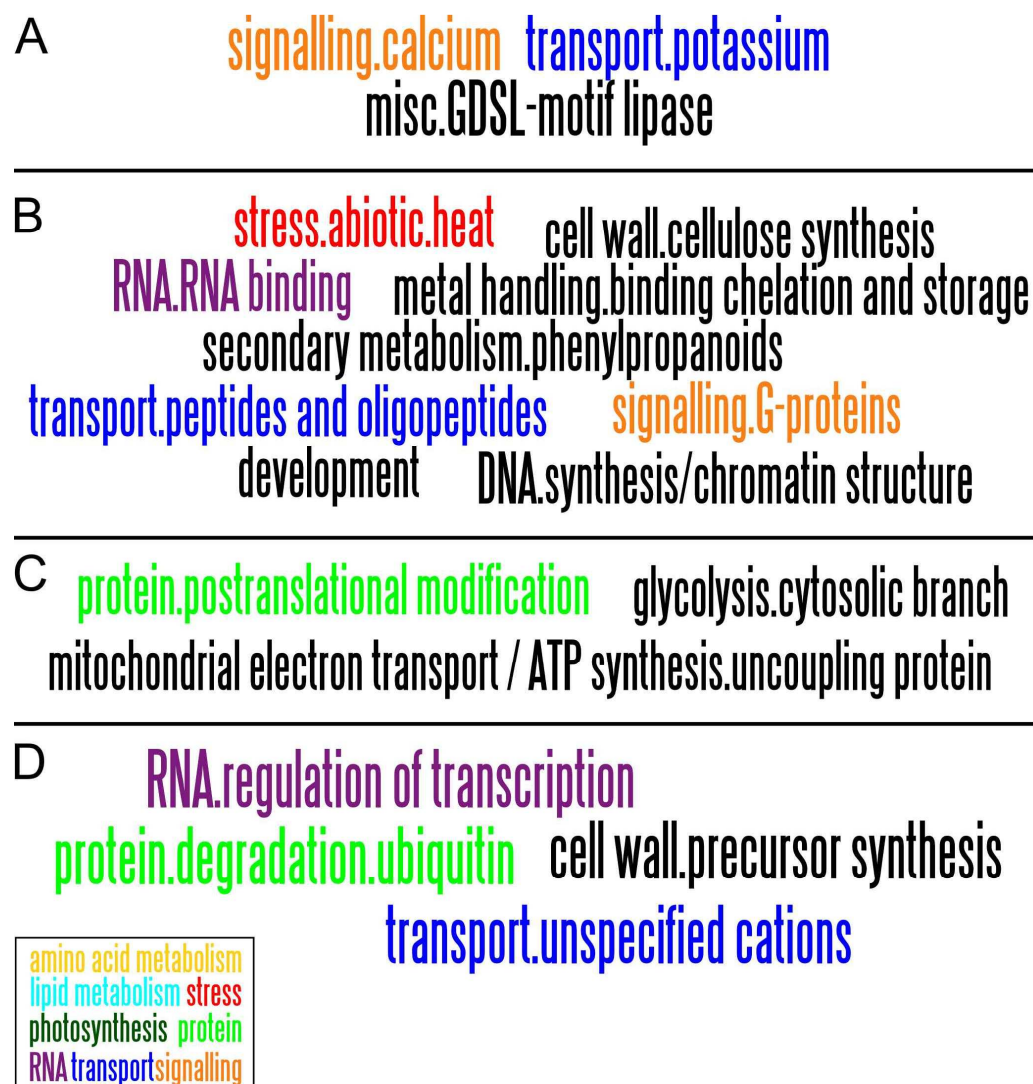 A
signalling.calcium transport.potassium
misc.GDSL-motif lipase
B
stress.abiotic.heat cell wall.cellulose synthesis
RNA.RNA binding metal handling.binding chelation and storage
secondary metabolism.phenylpropanoids
transport.peptides and oligopeptides signalling.G-proteins
development DNA.synthesis/chromatin structure
C
protein.postranslational modification glycolysis.cytosolic branch
mitochondrial electron transport / ATP synthesis.uncoupling protein
D
RNA.regulation of transcription
protein.degradation.ubiquitin cell wall.precursor synthesis
transport.unspecified cations
amino acid metabolism
lipid metabolism stress
photosynthesis protein
RNA transport signalling